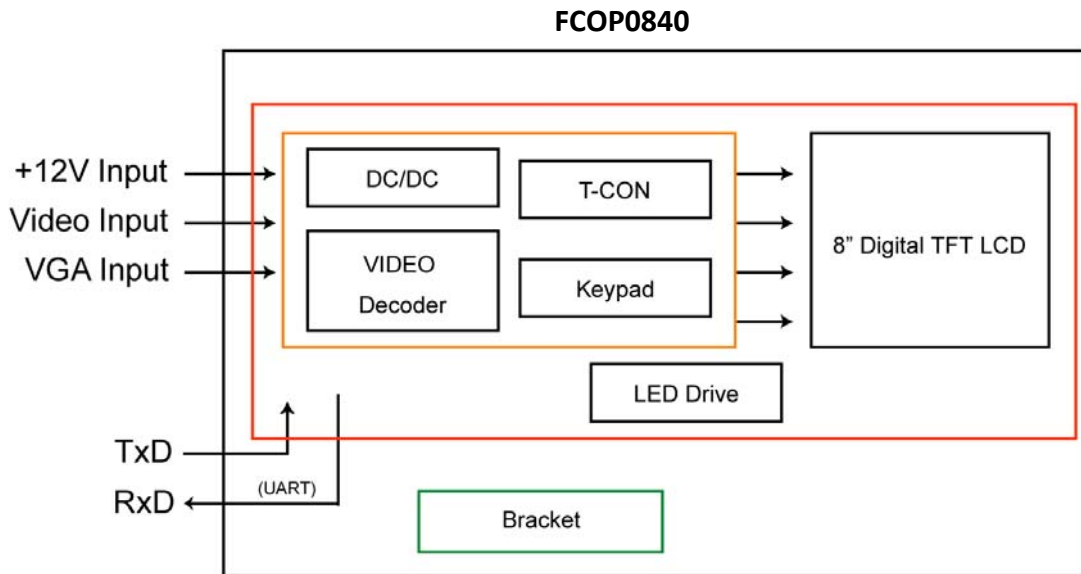 FCOP0840
+12V Input
Video Input
VGA Input
DC/DC
VIDEO
Decoder
T-CON
Keypad
8” Digital TFT LCD
LED Drive
TxD
RxD
(UART)
Bracket